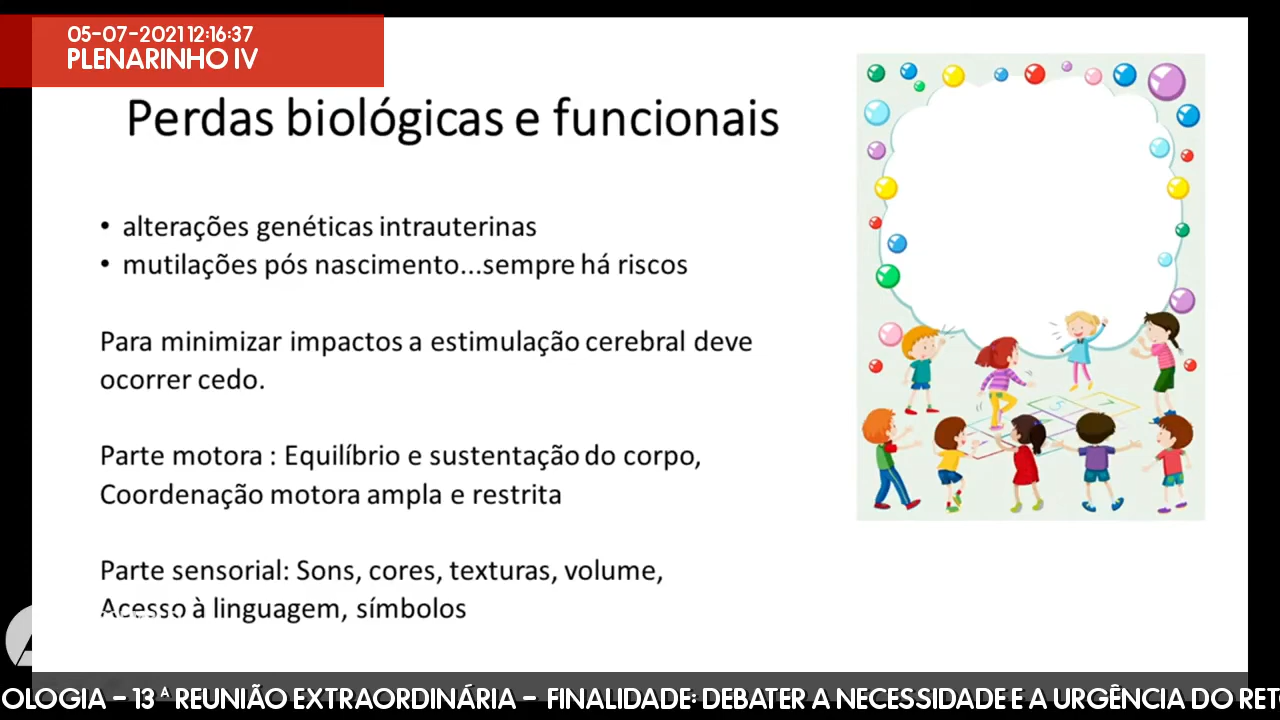 05-07-2021 12:16:37
PLENARINHO IV
Perdas biológicas e funcionais
• alterações genéticas intrauterinas
• mutilações pós nascimento...sempre há riscos
Para minimizar impactos a estimulação cerebral deve
ocorrer cedo.
Parte motora : Equilíbrio e sustentação do corpo,
Coordenação motora ampla e restrita
Parte sensorial: Sons, cores, texturas, volume,
Acesso à linguagem, símbolos
OLOGIA - 13ª REUNIÃO EXTRAORDINÁRIA - FINALIDADE: DEBATER A NECESSIDADE E A URGÊNCIA DO RET